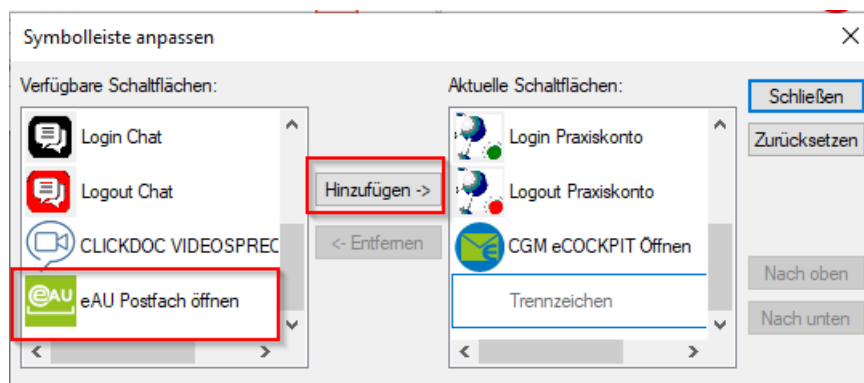 Symbolleiste anpassen
Verfügbare Schaltflächen:
Login Chat
Logout Chat
CLICKDOC VIDEOSPREC
eAU
eAU Postfach öffnen
Hinzufügen ->
<- Entfernen
Aktuelle Schaltflächen:
Login Praxiskonto
Logout Praxiskonto
CGM eCOCKPIT Öffnen
Trennzeichen
Schließen
Zurücksetzen
Nach oben
Nach unten